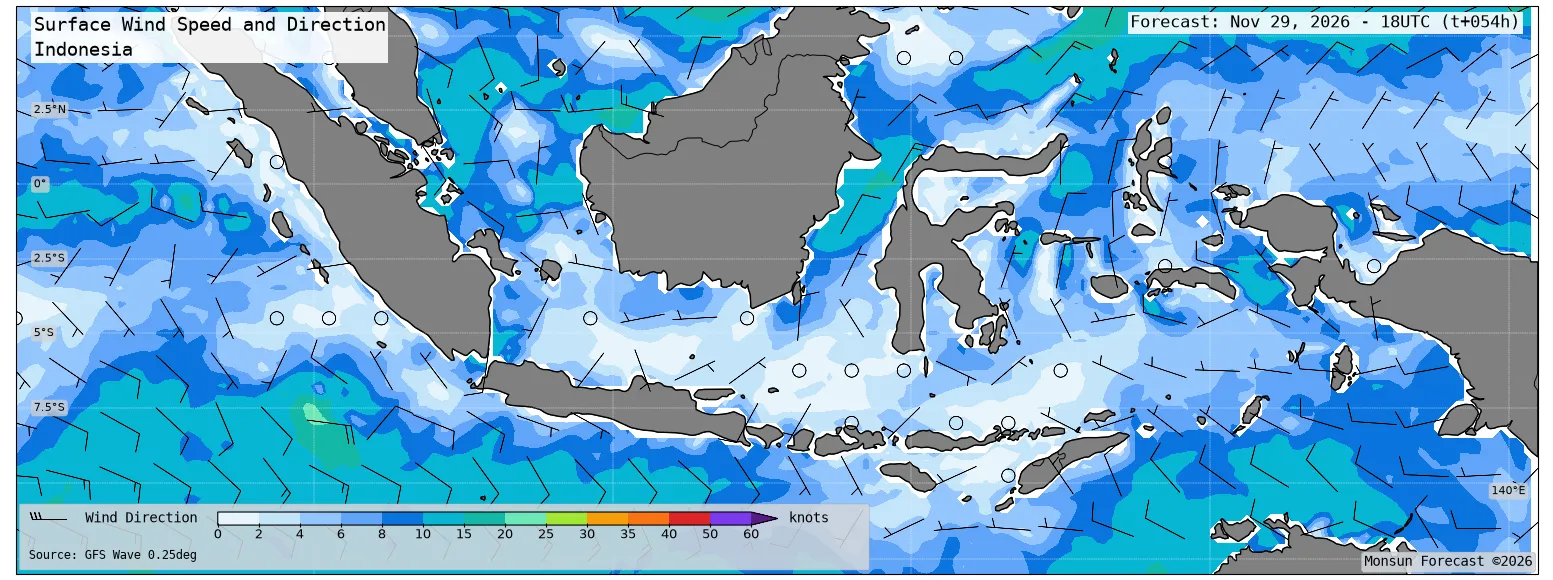 Surface Wind Speed and Direction
Indonesia
Forecast: Nov 29, 2026 - 18UTC (t+054h)
2.5°N
0°
2.5°S
5°S
7.5°S
140°E
Wind Direction
0 2 4 6 8 10 15 20 25 30 35 40 50 60
knots
Source: GFS Wave 0.25deg
Monsun Forecast ©2026